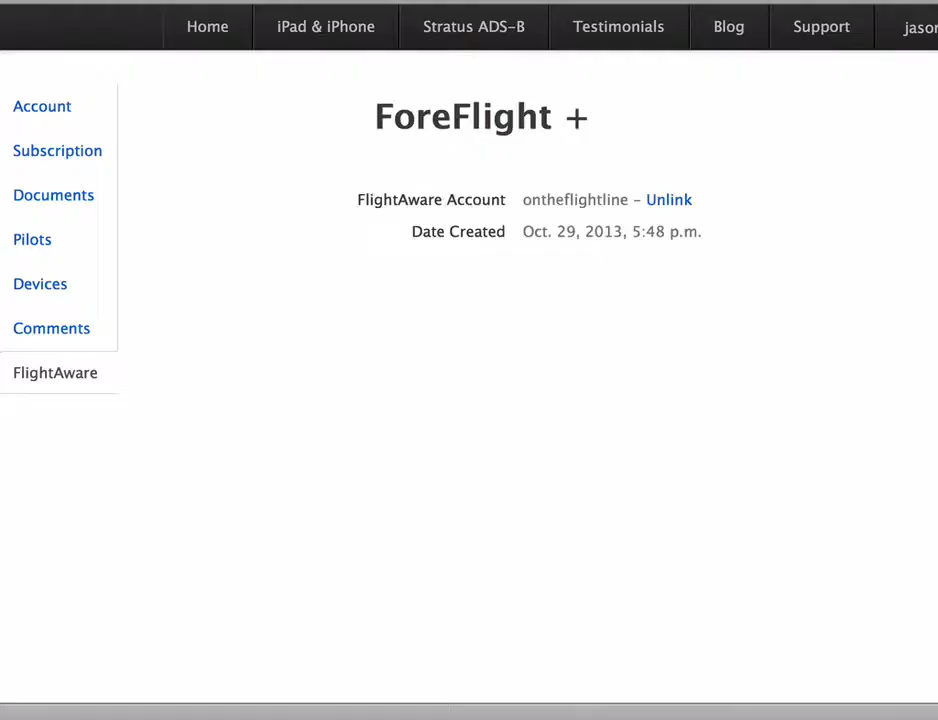 Home iPad & iPhone Stratus ADS-B Testimonials Blog Support jason
Account
Subscription
Documents
Pilots
Devices
Comments
FlightAware
ForeFlight +
FlightAware Account ontheflightline – Unlink
Date Created Oct. 29, 2013, 5:48 p.m.